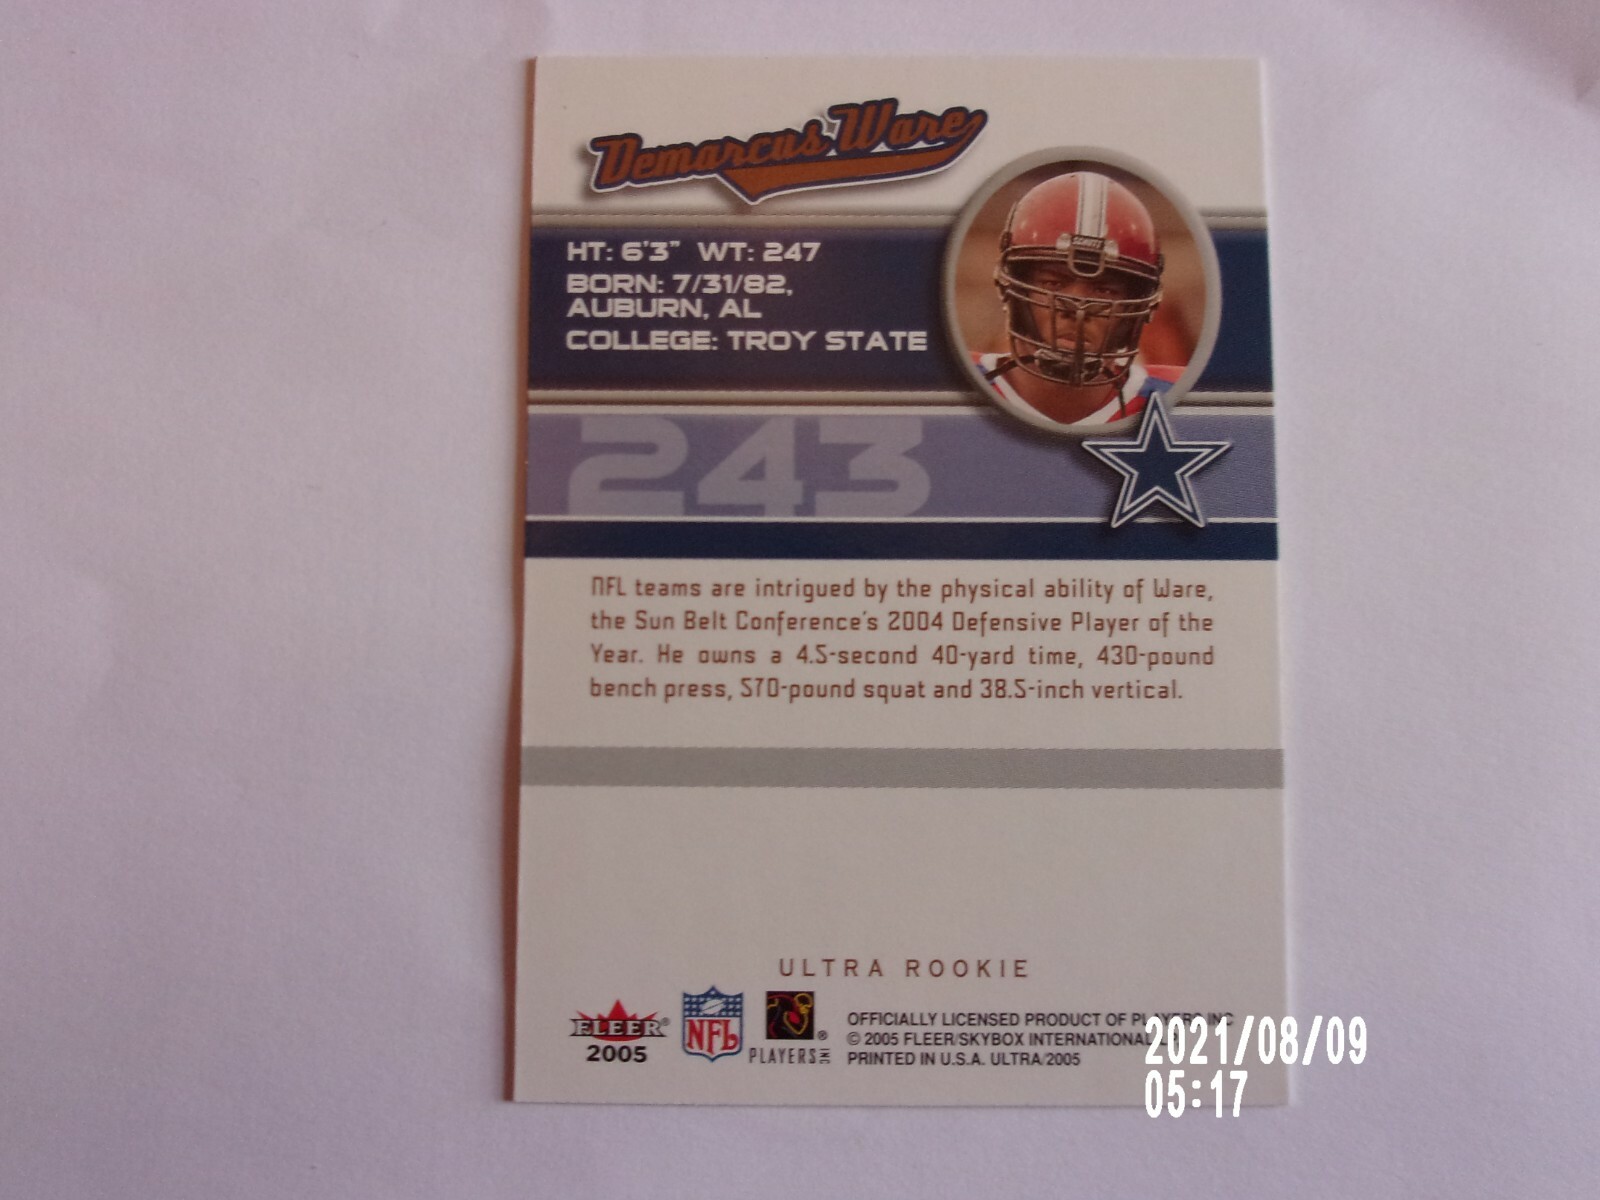 Demarcus Ware
SCHUTT
HT: 6'3" WT: 247
BORN: 7/31/82,
AUBURN, AL
COLLEGE: TROY STATE
243
NFL teams are intrigued by the physical ability of Ware,
the Sun Belt Conference's 2004 Defensive Player of the
Year. He owns a 4.5-second 40-yard time, 430-pound
bench press, 570-pound squat and 38.5-inch vertical.
ULTRA ROOKIE
FLEER®
2005
NFL
®
PLAYERS INC
OFFICIALLY LICENSED PRODUCT OF PLAYERS INC
© 2005 FLEER/SKYBOX INTERNATIONAL LP
PRINTED IN U.S.A. ULTRA/2005
2021/08/09
05:17